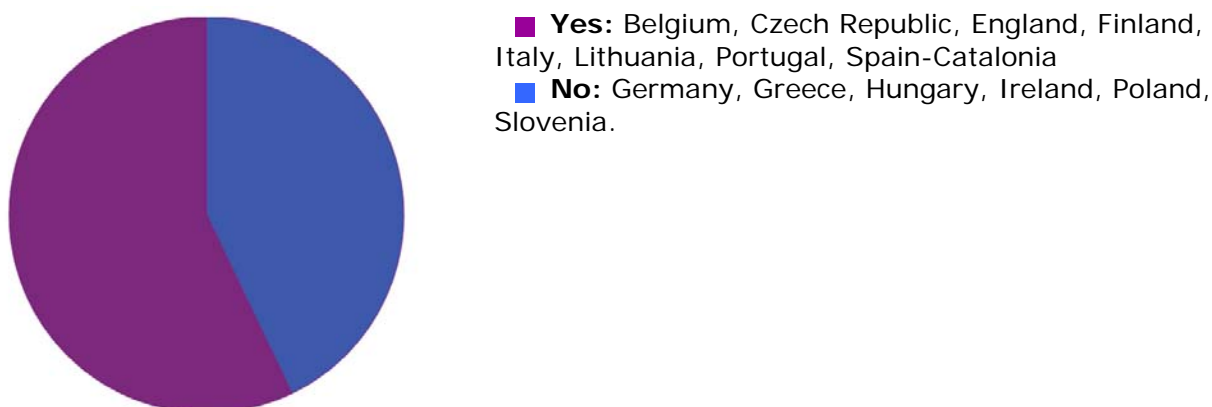 Yes: Belgium, Czech Republic, England, Finland,
Italy, Lithuania, Portugal, Spain-Catalonia
No: Germany, Greece, Hungary, Ireland, Poland,
Slovenia.